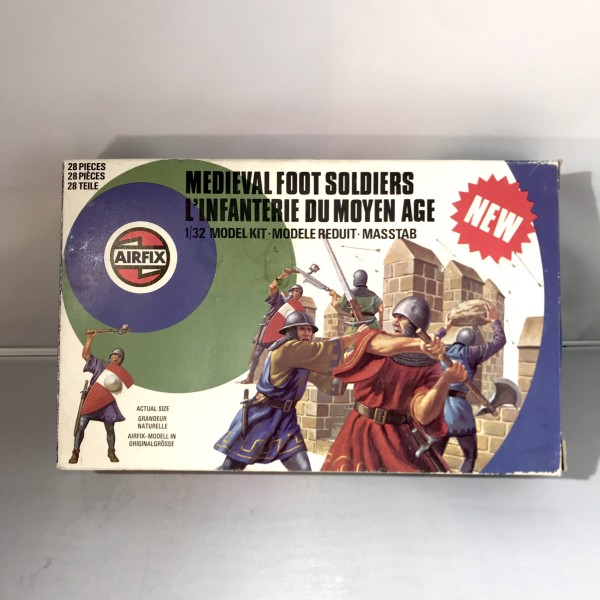 28 PIECES
28 PIÈCES
28 TEILE
MEDIEVAL FOOT SOLDIERS
L'INFANTERIE DU MOYEN AGE
1/32 MODEL KIT · MODELE REDUIT · MASSTAB
NEW
AIRFIX
ACTUAL SIZE
GRANDEUR
NATURELLE
AIRFIX-MODELL IN
ORIGINALGRÖSSE